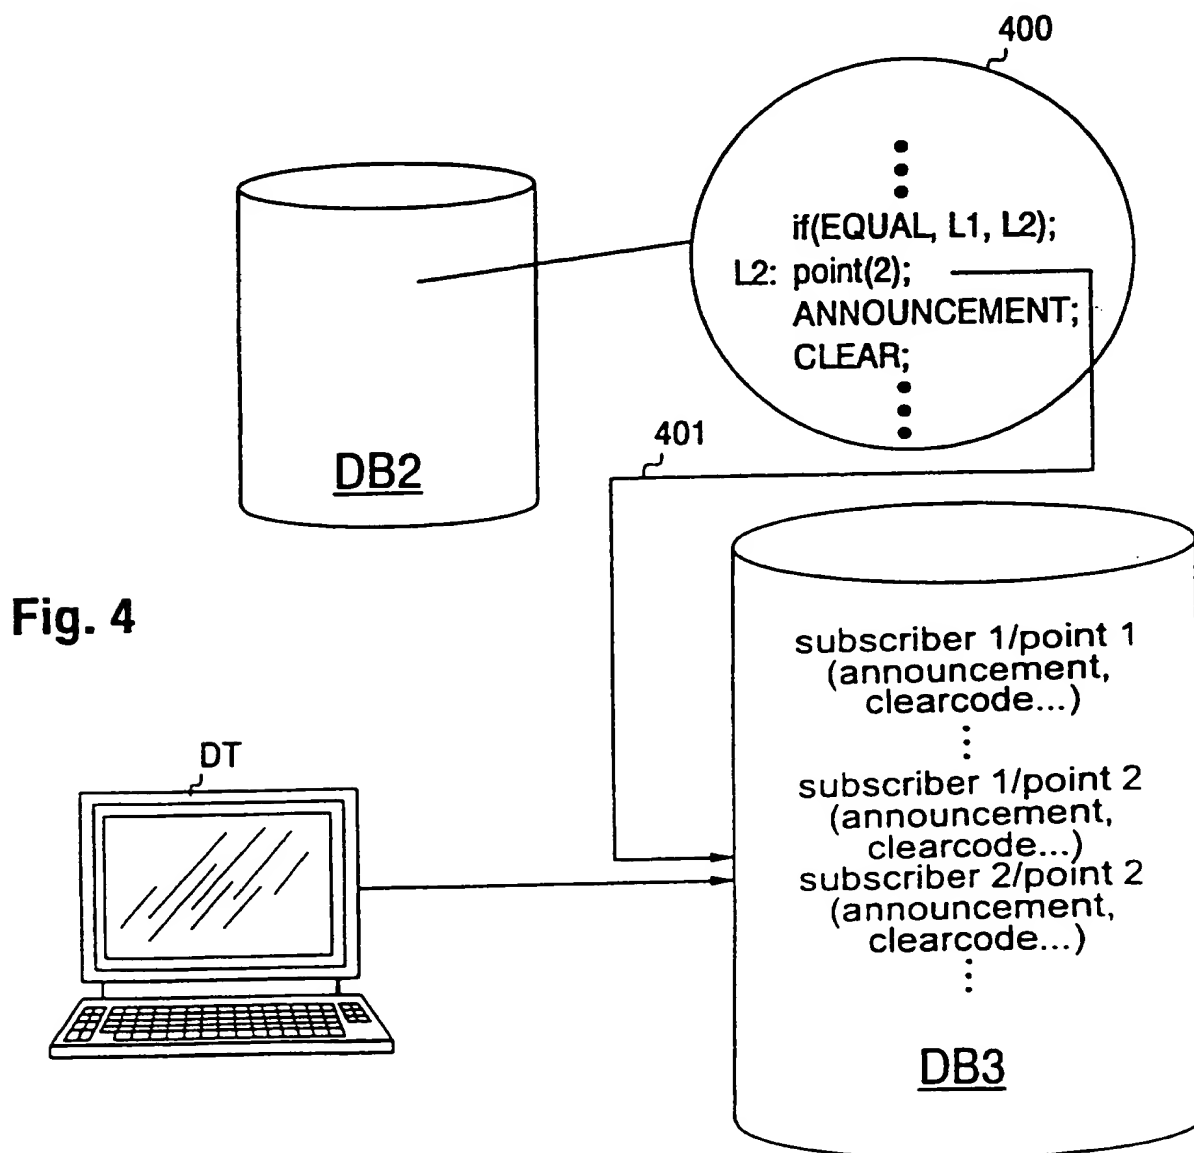 400
if(EQUAL, L1, L2);
L2: point(2);
ANNOUNCEMENT;
CLEAR;
401
DB2
Fig. 4
subscriber 1/point 1
(announcement,
clearcode...)
subscriber 1/point 2
(announcement,
clearcode...)
subscriber 2/point 2
(announcement,
clearcode...)
DT
DB3